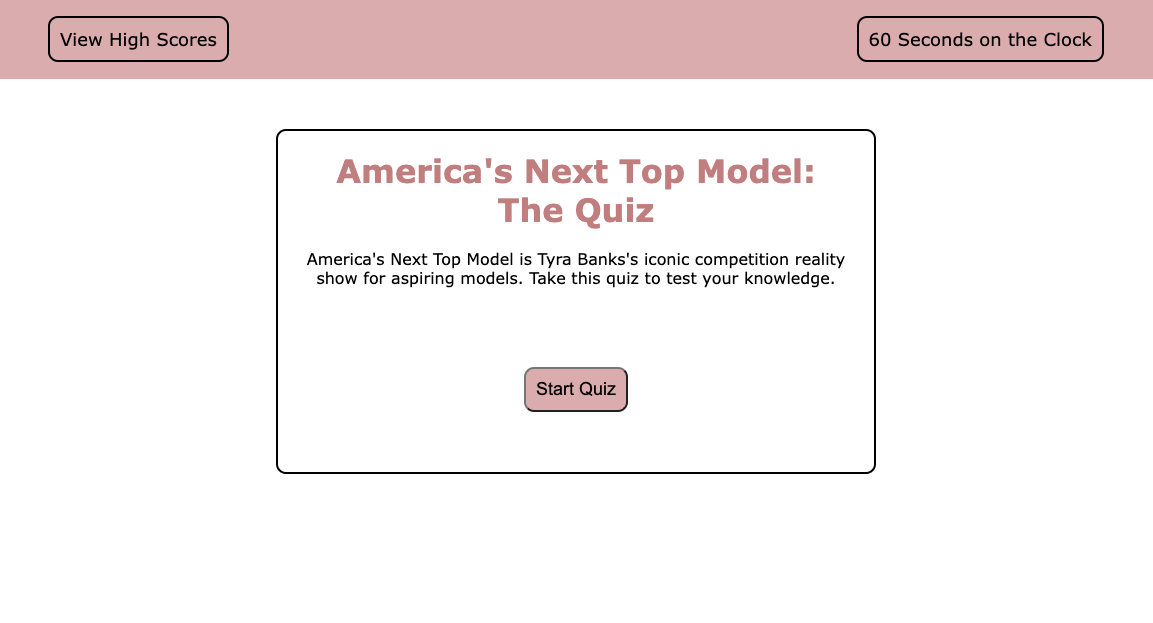 View High Scores
60 Seconds on the Clock
America's Next Top Model:
The Quiz
America's Next Top Model is Tyra Banks's iconic competition reality
show for aspiring models. Take this quiz to test your knowledge.
Start Quiz